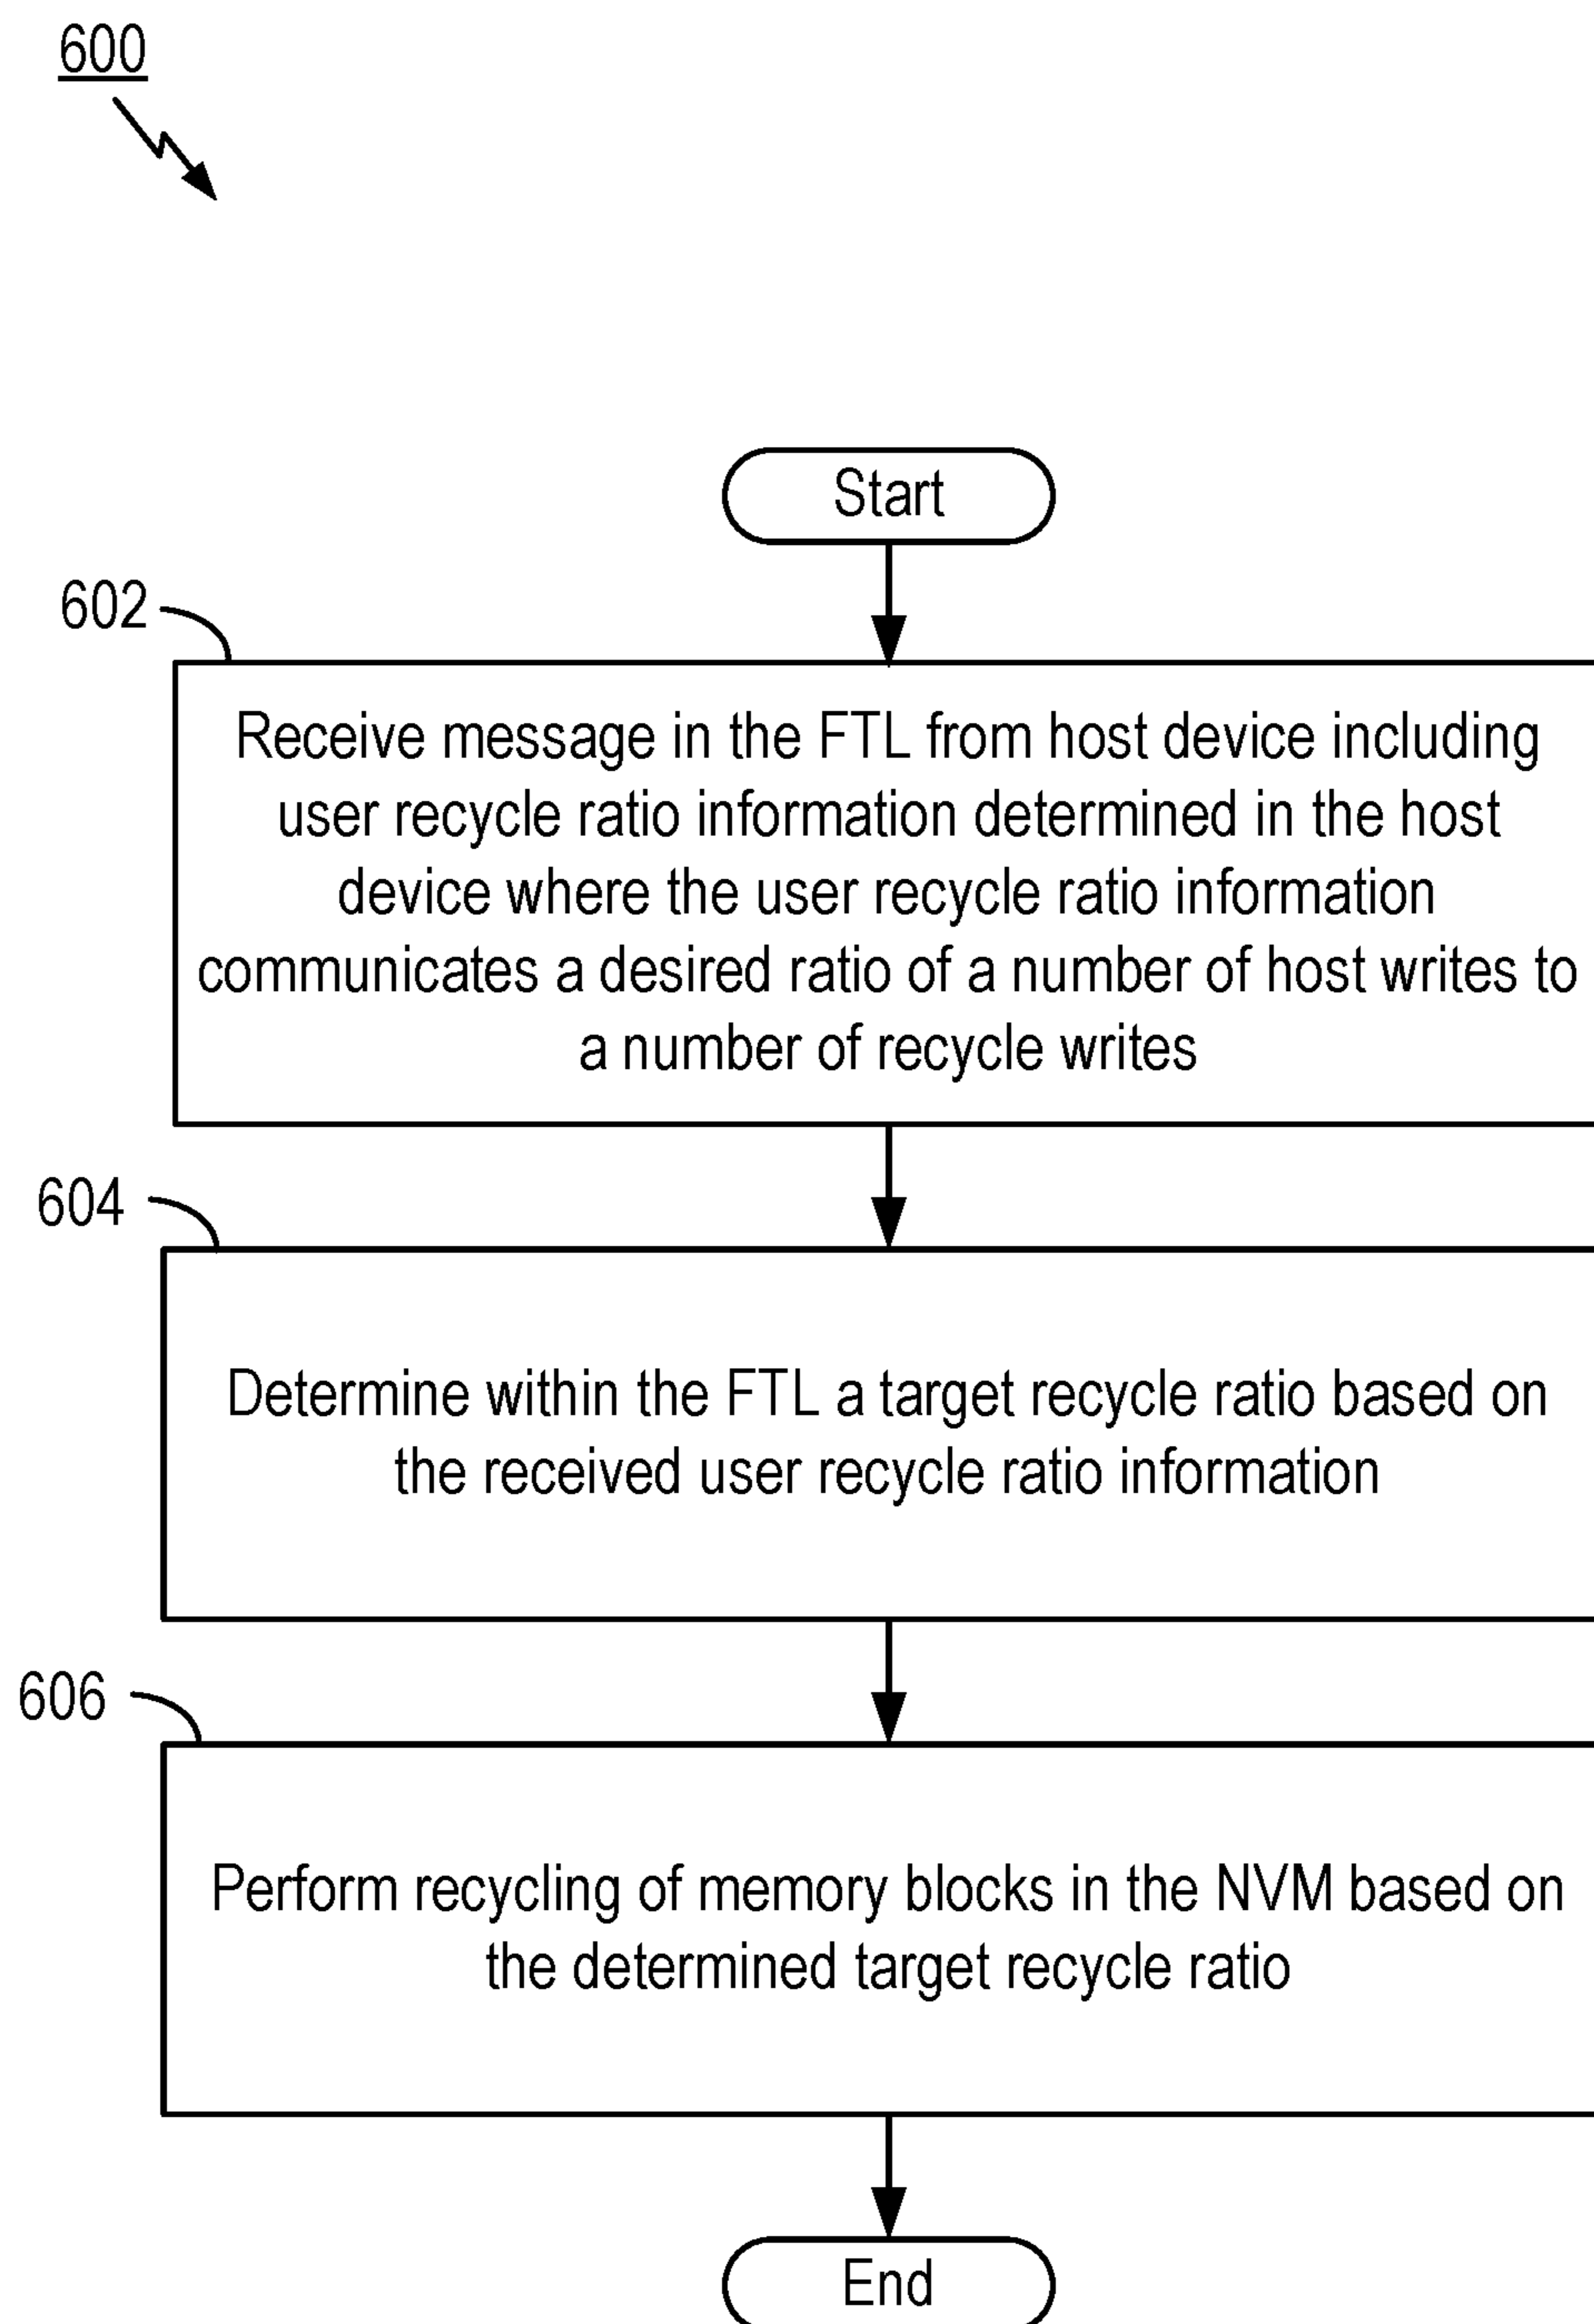 600
Start
602
Receive message in the FTL from host device including
user recycle ratio information determined in the host
device where the user recycle ratio information
communicates a desired ratio of a number of host writes to
a number of recycle writes
604
Determine within the FTL a target recycle ratio based on
the received user recycle ratio information
606
Perform recycling of memory blocks in the NVM based on
the determined target recycle ratio
End